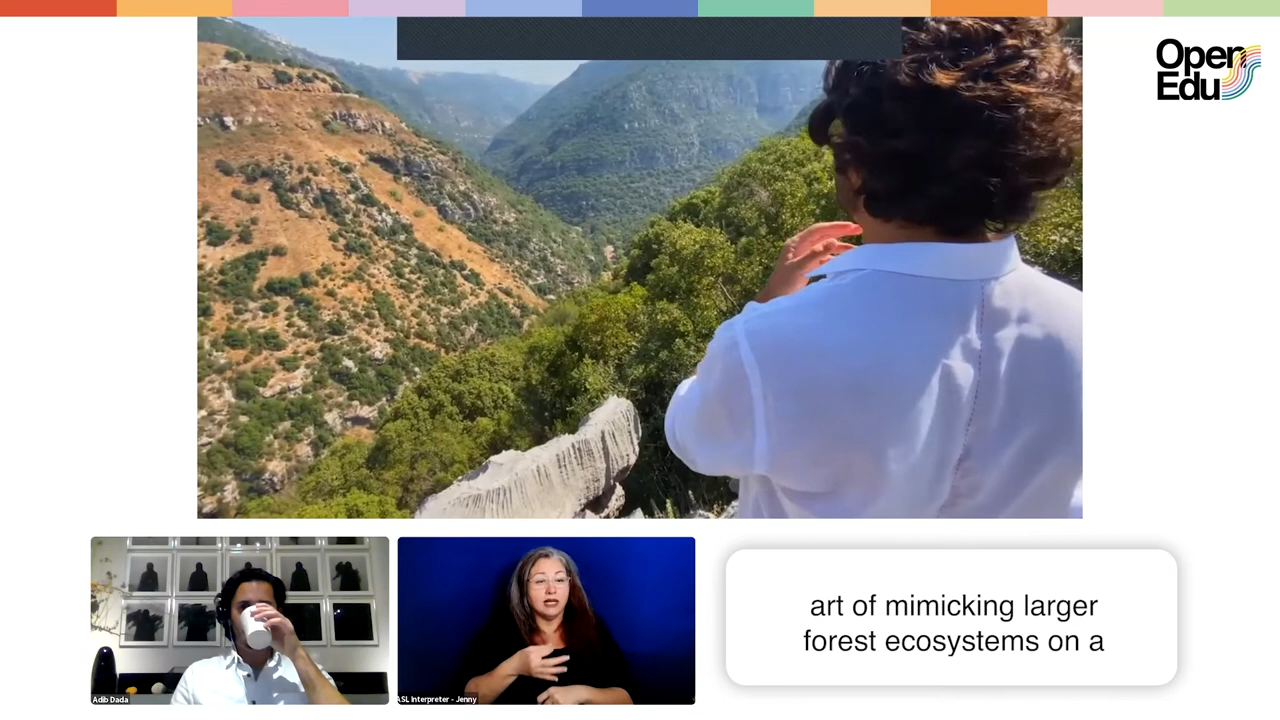 Open
Edu
Adib Dada
ASL Interpreter - Jenny
art of mimicking larger
forest ecosystems on a